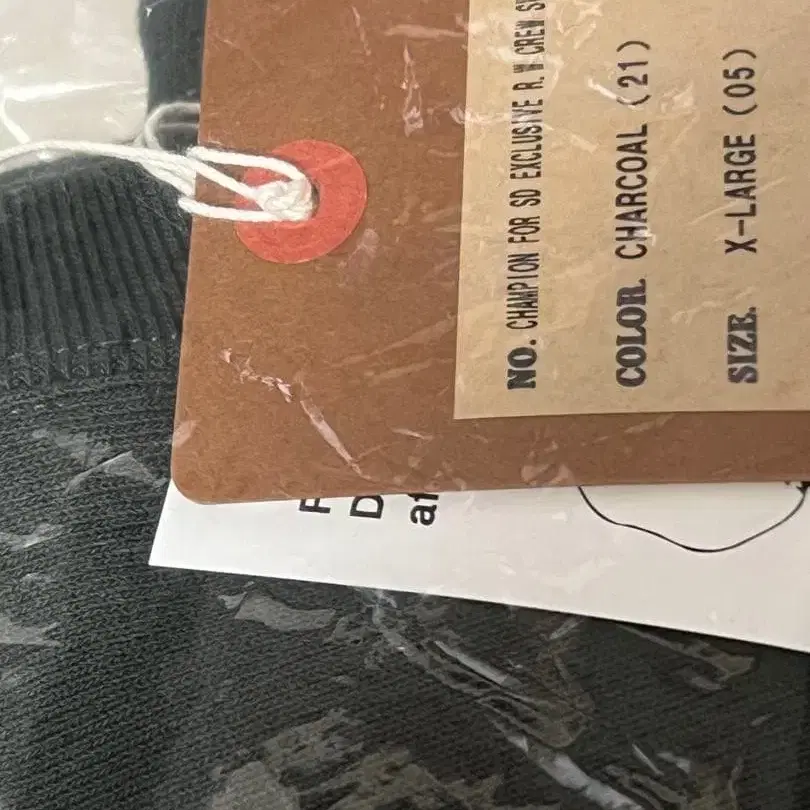 NO. CHAMPION FOR SD EXCLUSIVE R.W CREW
COLOR. CHARCOAL (21)
SIZE. X-LARGE (05)